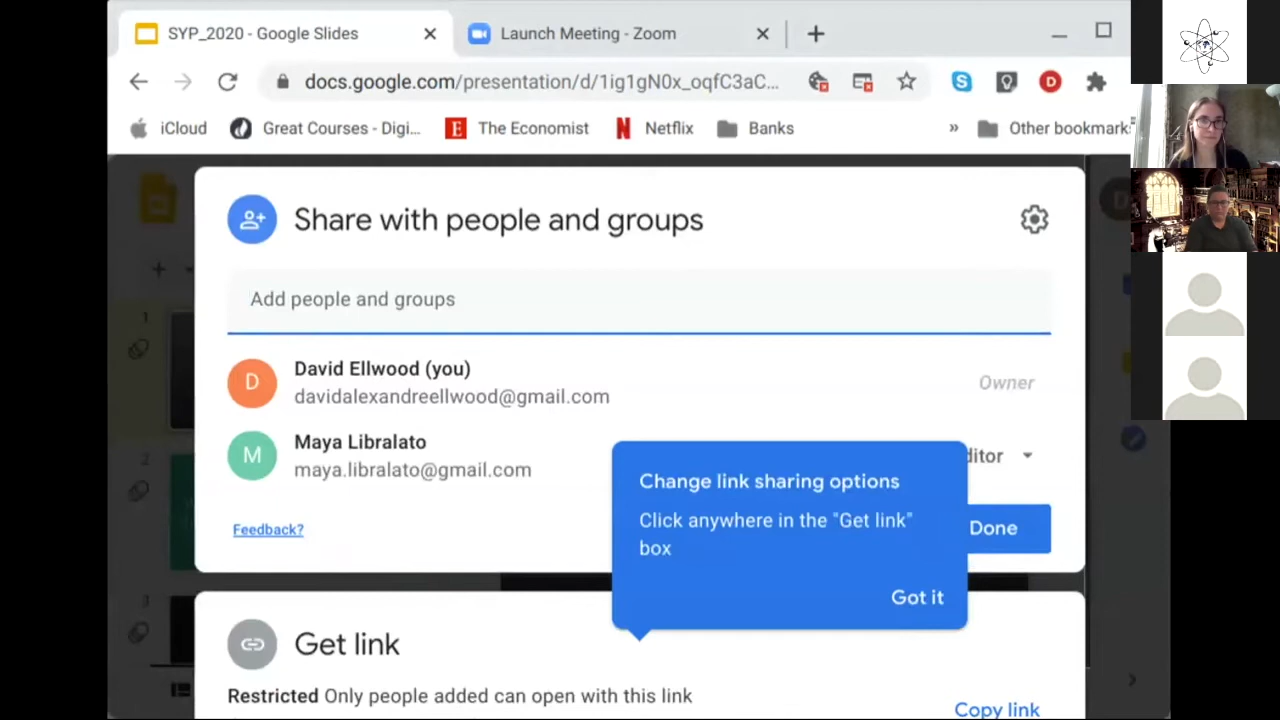 SYP_2020 - Google Slides
Launch Meeting - Zoom
docs.google.com/presentation/d/1ig1gN0x_oqfC3aC...
iCloud
Great Courses - Digi...
The Economist
Netflix
Banks
»
Other bookmark
Share with people and groups
Add people and groups
D
David Ellwood (you)
davidalexandreellwood@gmail.com
Owner
M
Maya Libralato
maya.libralato@gmail.com
ditor
Change link sharing options
Click anywhere in the "Get link"
box
Got it
Feedback?
Done
Get link
Restricted Only people added can open with this link
Copy link
1
2
3